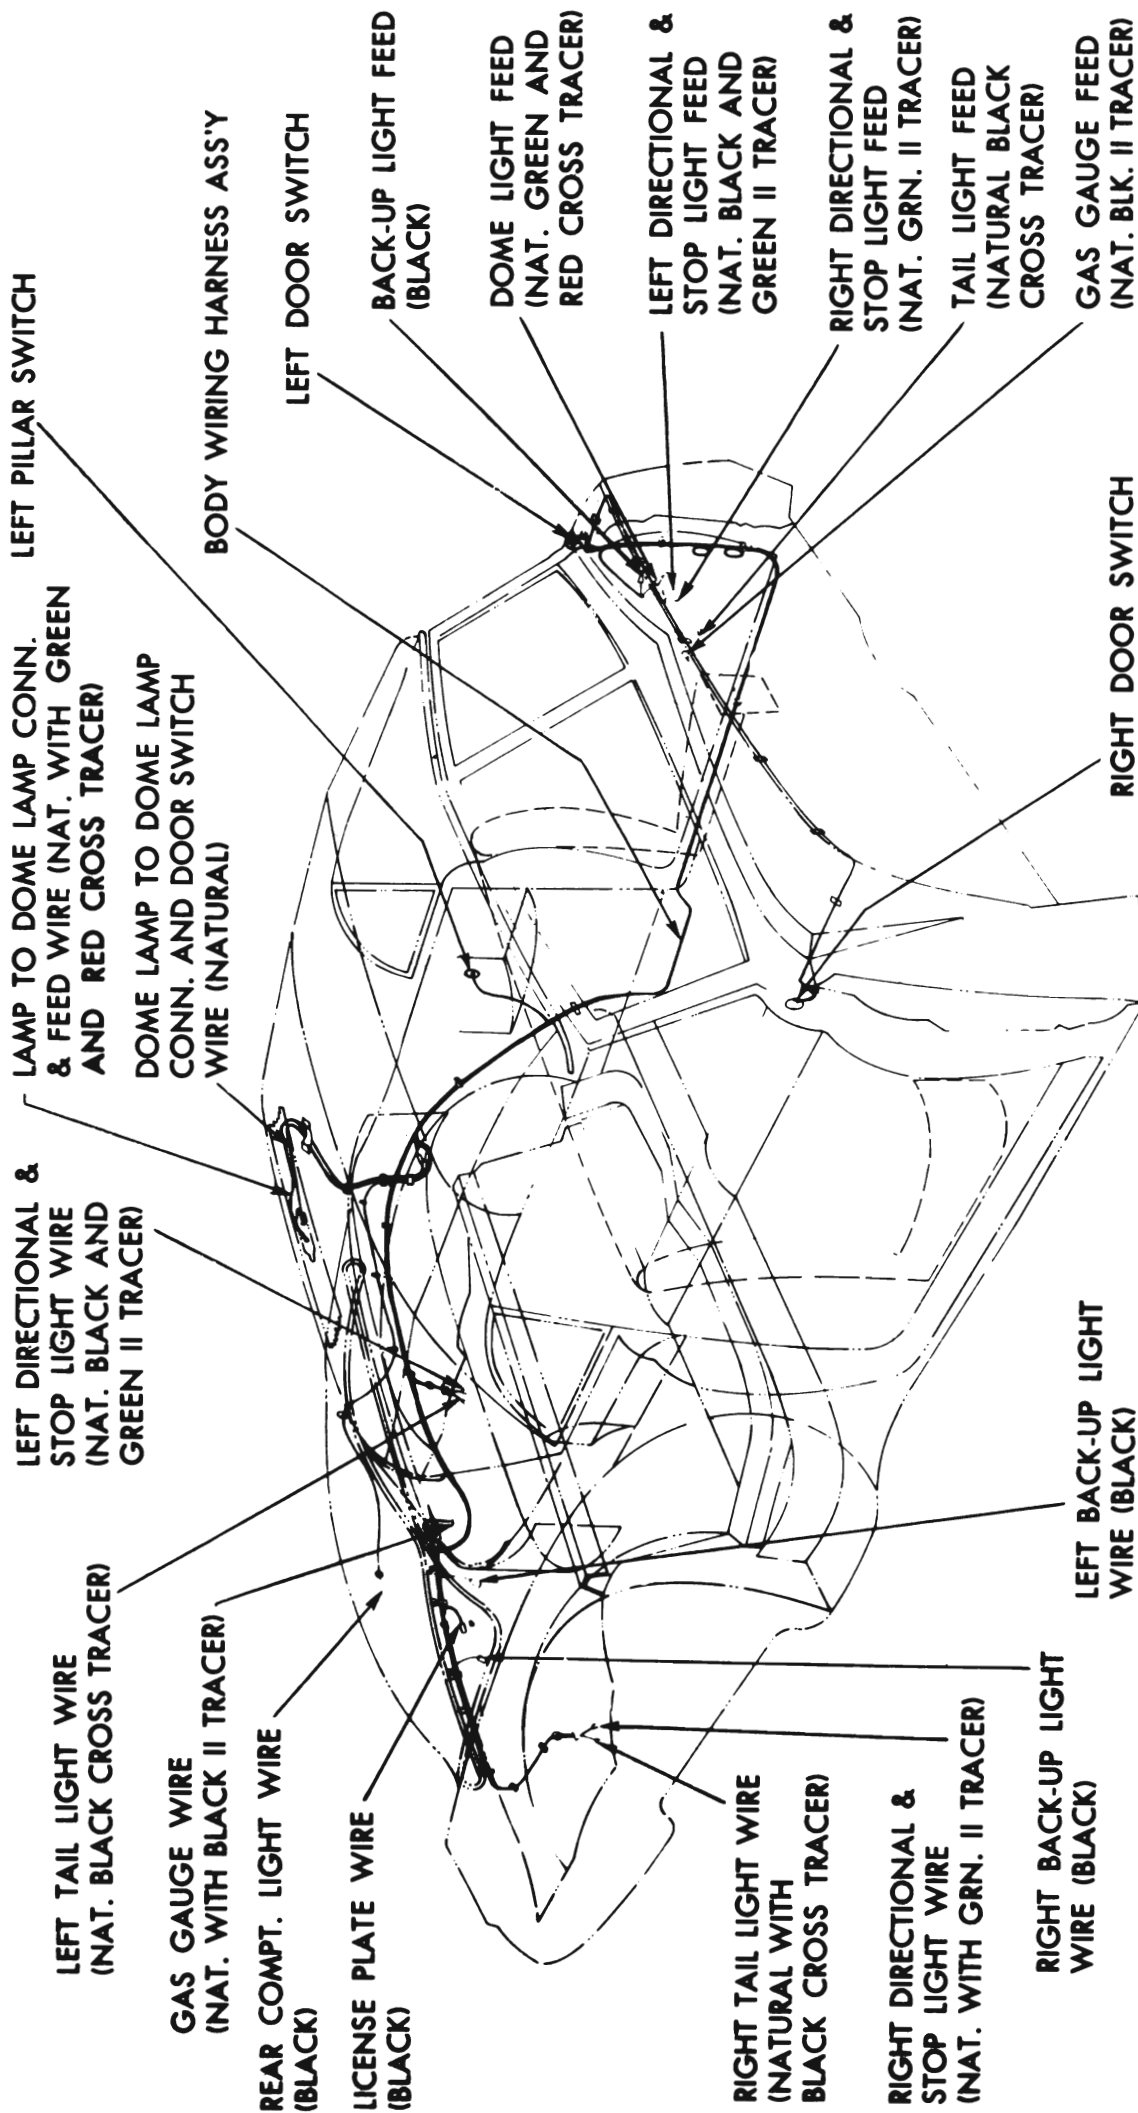 LEFT TAIL LIGHT WIRE
(NAT. BLACK CROSS TRACER)
LEFT DIRECTIONAL &
STOP LIGHT WIRE
(NAT. BLACK AND
GREEN II TRACER)
LAMP TO DOME LAMP CONN.
& FEED WIRE (NAT. WITH GREEN
AND RED CROSS TRACER)
LEFT PILLAR SWITCH
DOME LAMP TO DOME LAMP
CONN. AND DOOR SWITCH
WIRE (NATURAL)
GAS GAUGE WIRE
(NAT. WITH BLACK II TRACER)
BODY WIRING HARNESS ASS'Y
REAR COMPT. LIGHT WIRE
(BLACK)
LEFT DOOR SWITCH
LICENSE PLATE WIRE
(BLACK)
BACK-UP LIGHT FEED
(BLACK)
DOME LIGHT FEED
(NAT. GREEN AND
RED CROSS TRACER)
LEFT DIRECTIONAL &
STOP LIGHT FEED
(NAT. BLACK AND
GREEN II TRACER)
RIGHT DIRECTIONAL &
STOP LIGHT FEED
(NAT. GRN. II TRACER)
TAIL LIGHT FEED
(NATURAL BLACK
CROSS TRACER)
GAS GAUGE FEED
(NAT. BLK. II TRACER)
RIGHT TAIL LIGHT WIRE
(NATURAL WITH
BLACK CROSS TRACER)
RIGHT DIRECTIONAL &
STOP LIGHT WIRE
(NAT. WITH GRN. II TRACER)
RIGHT BACK-UP LIGHT
WIRE (BLACK)
LEFT BACK-UP LIGHT
WIRE (BLACK)
RIGHT DOOR SWITCH